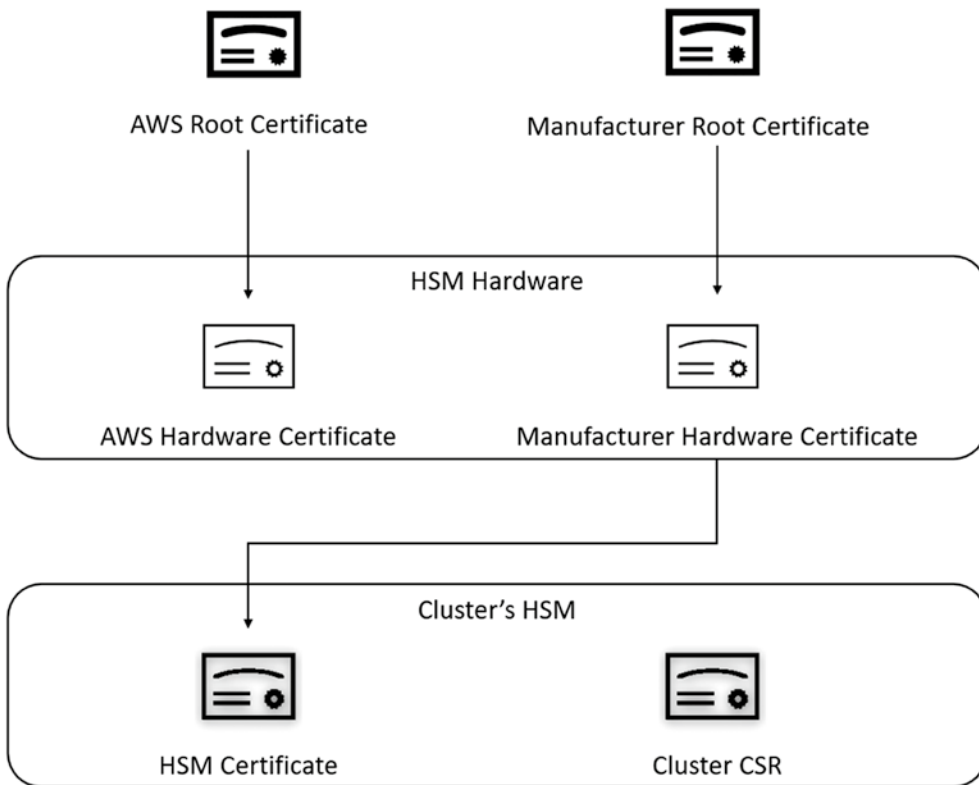 AWS Root Certificate
Manufacturer Root Certificate
HSM Hardware
AWS Hardware Certificate
Manufacturer Hardware Certificate
Cluster’s HSM
HSM Certificate
Cluster CSR